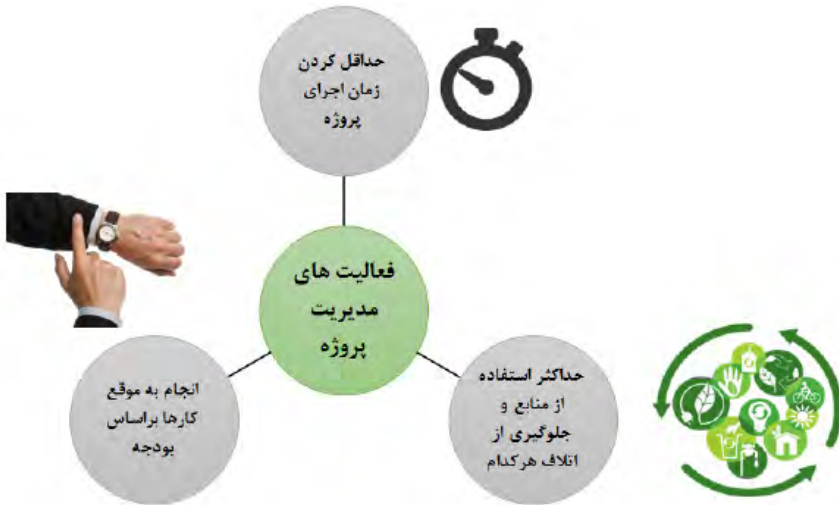 حداقل کردن
زمان اجرای
پروژه
فعالیت های
مدیریت
پروژه
حداکثر استفاده
از منابع و
جلوگیری از
اتلاف هرکدام
انجام به موقع
کارها براساس
بودجه